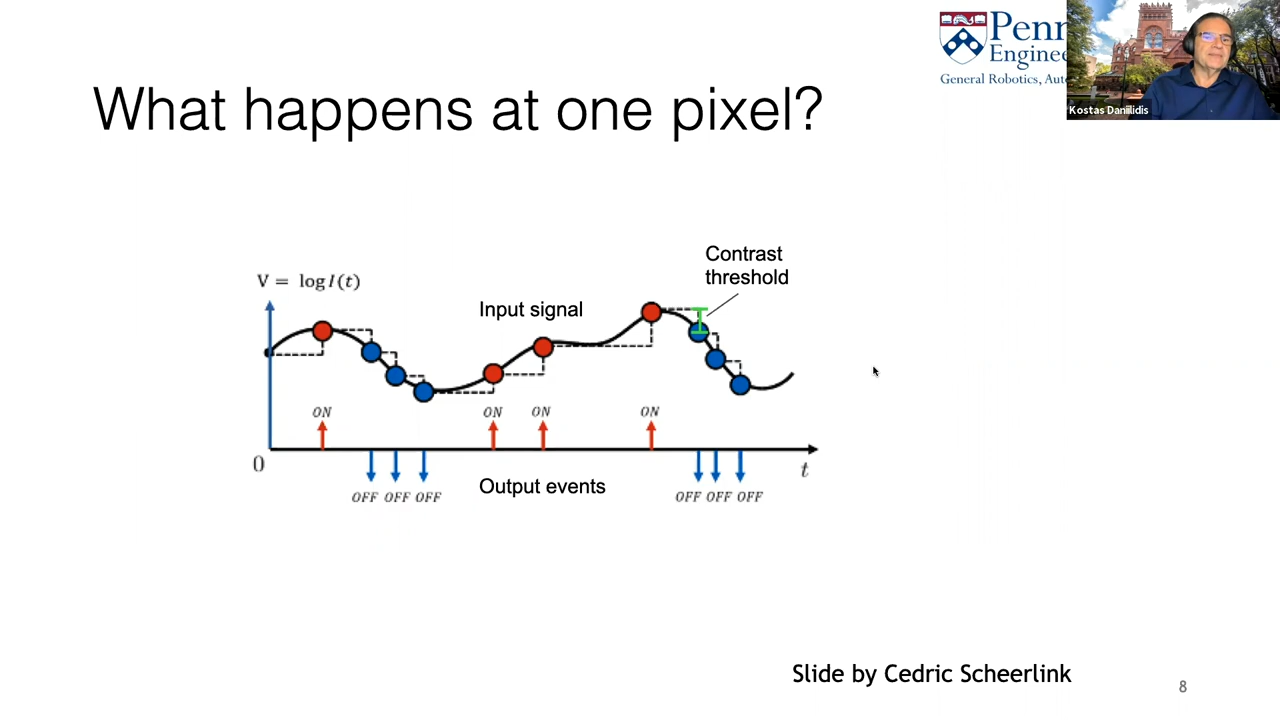 Penn
Engine
General Robotics, Aut
Kostas Daniilidis
What happens at one pixel?
Contrast
threshold
V = log I(t)
Input signal
ON
ON
ON
ON
0
t
Output events
OFF OFF OFF
OFF OFF OFF
Slide by Cedric Scheerlink
8